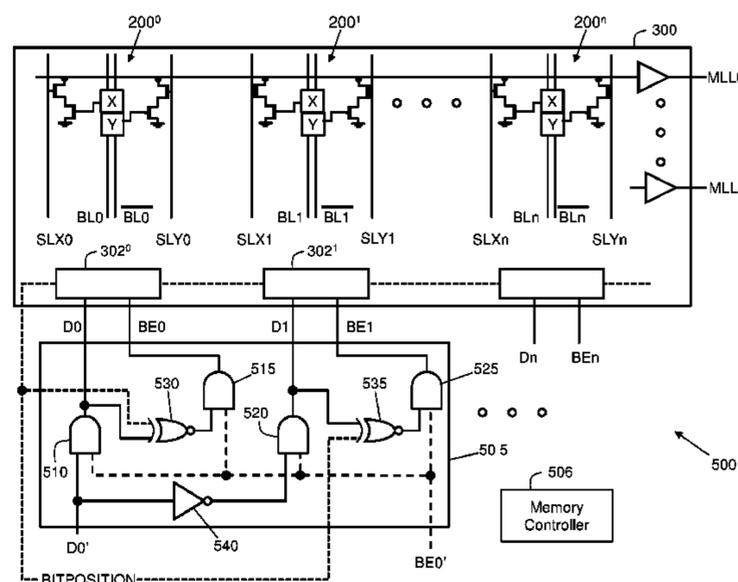 200⁰ 200¹ 200ⁿ 300
X X X MLL0
Y Y Y
MLL
BL0 BL0 BL1 BL1 BLn BLn
SLX0 SLY0 SLX1 SLY1 SLXn SLYn
302⁰ 302¹
D0 BE0 D1 BE1
Dn BEn
530 515 535 525
520
510 505
506
500
Memory
Controller
540
D0' BE0'
BITPOSITION